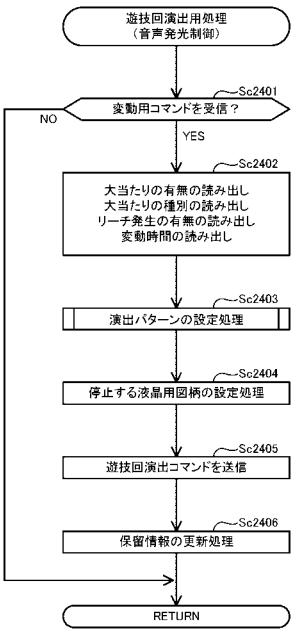 遊技回演出用処理
(音声発光制御)
Sc2401
変動用コマンドを受信？
NO
YES
Sc2402
大当たりの有無の読み出し
大当たりの種別の読み出し
リーチ発生の有無の読み出し
変動時間の読み出し
Sc2403
演出パターンの設定処理
Sc2404
停止する液晶用図柄の設定処理
Sc2405
遊技回演出コマンドを送信
Sc2406
保留情報の更新処理
RETURN